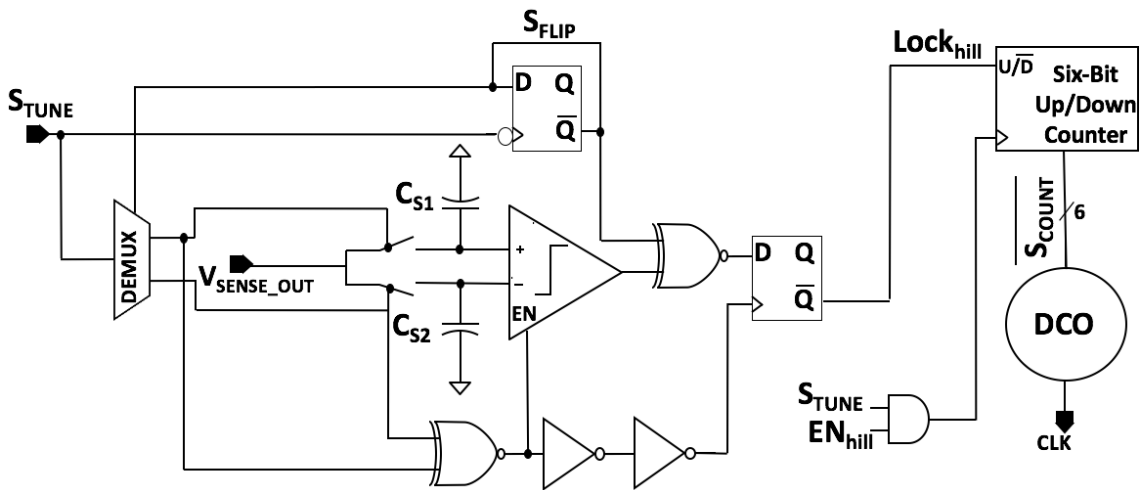 S_FLIP
D Q
Q̅
S_TUNE
Lock_hill
U/D̅
Six-Bit
Up/Down
Counter
C_S1
DEMUX
V_SENSE_OUT
+
−
EN
C_S2
D Q
Q̅
S̅_COUNT
6
DCO
S_TUNE
EN_hill
CLK